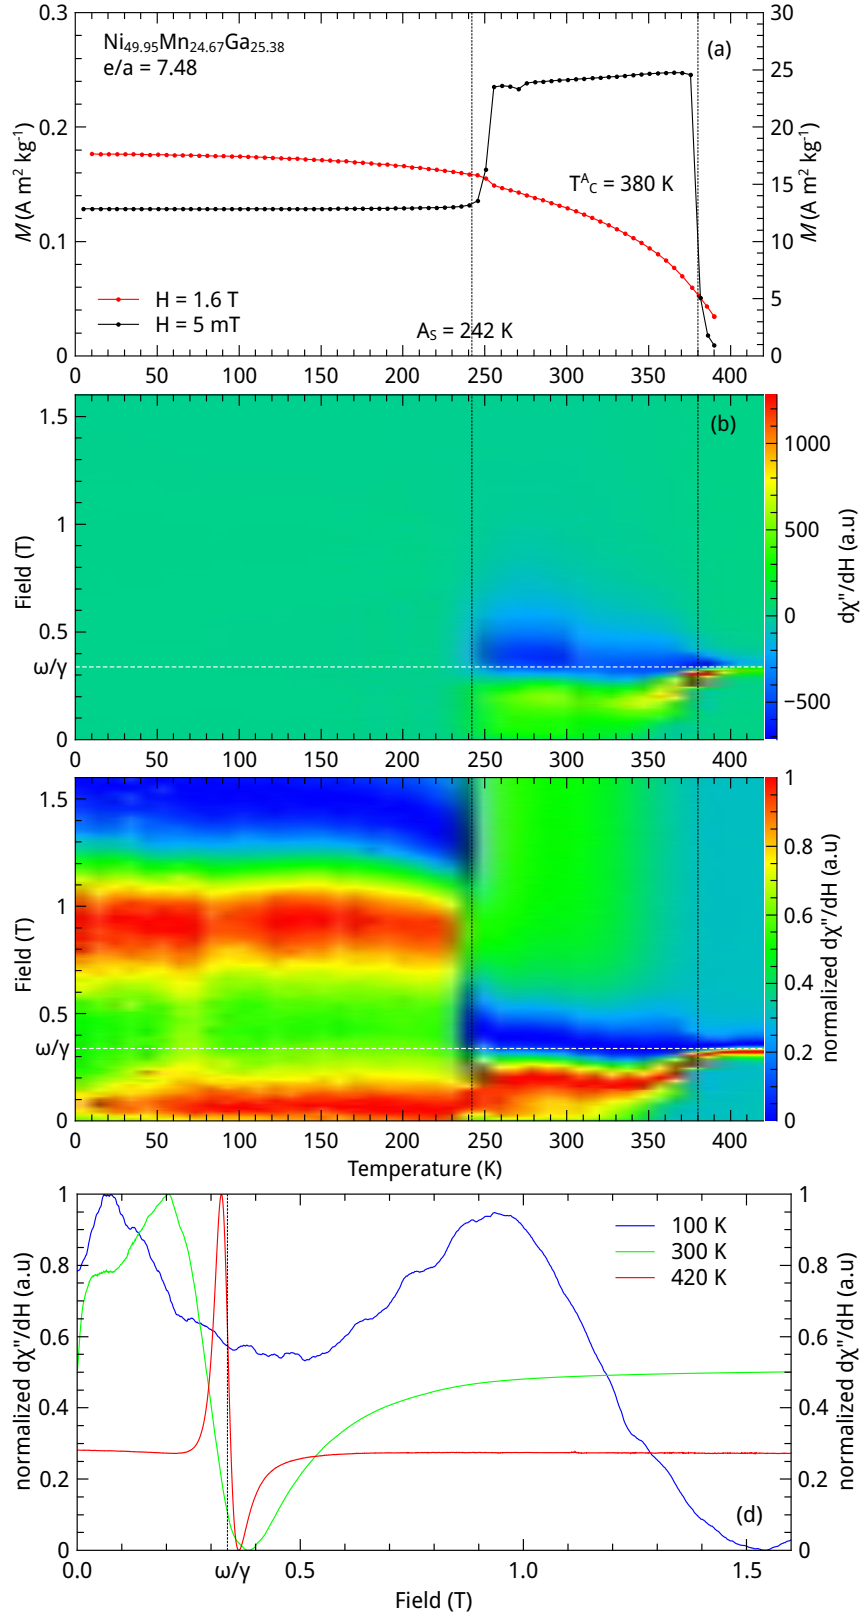 Ni49.95Mn24.67Ga25.38
e/a = 7.48
(a)
0.3
0.2
0.1
0
M (A m² kg⁻¹)
30
25
20
15
10
5
0
M (A m² kg⁻¹)
TᴬC = 380 K
H = 1.6 T
H = 5 mT
AS = 242 K
0 50 100 150 200 250 300 350 400
(b)
1.5
1
0.5
ω/γ
0
Field (T)
1000
500
0
−500
dχ"/dH (a.u)
0 50 100 150 200 250 300 350 400
1.5
1
0.5
ω/γ
0
Field (T)
1
0.8
0.6
0.4
0.2
0
normalized dχ"/dH (a.u)
0 50 100 150 200 250 300 350 400
Temperature (K)
1
0.8
0.6
0.4
0.2
0
normalized dχ"/dH (a.u)
100 K
300 K
420 K
(d)
1
0.8
0.6
0.4
0.2
0
normalized dχ"/dH (a.u)
0.0 ω/γ 0.5 1.0 1.5
Field (T)